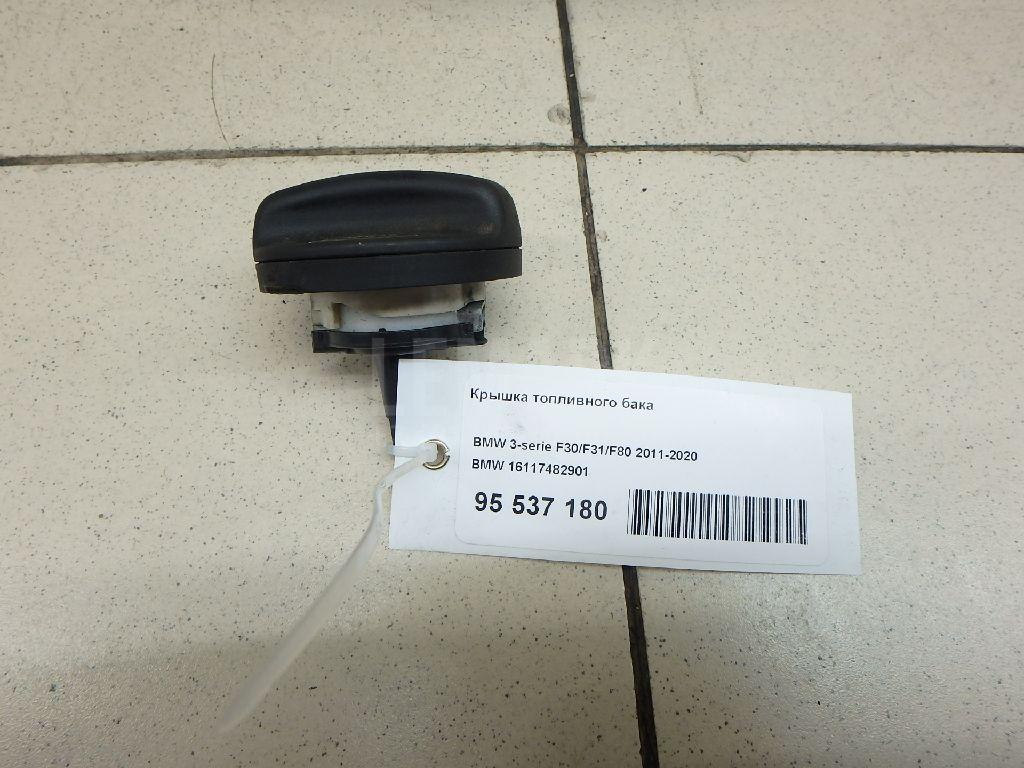 Крышка топливного бака
BMW 3-serie F30/F31/F80 2011-2020
BMW 16117482901
95 537 180